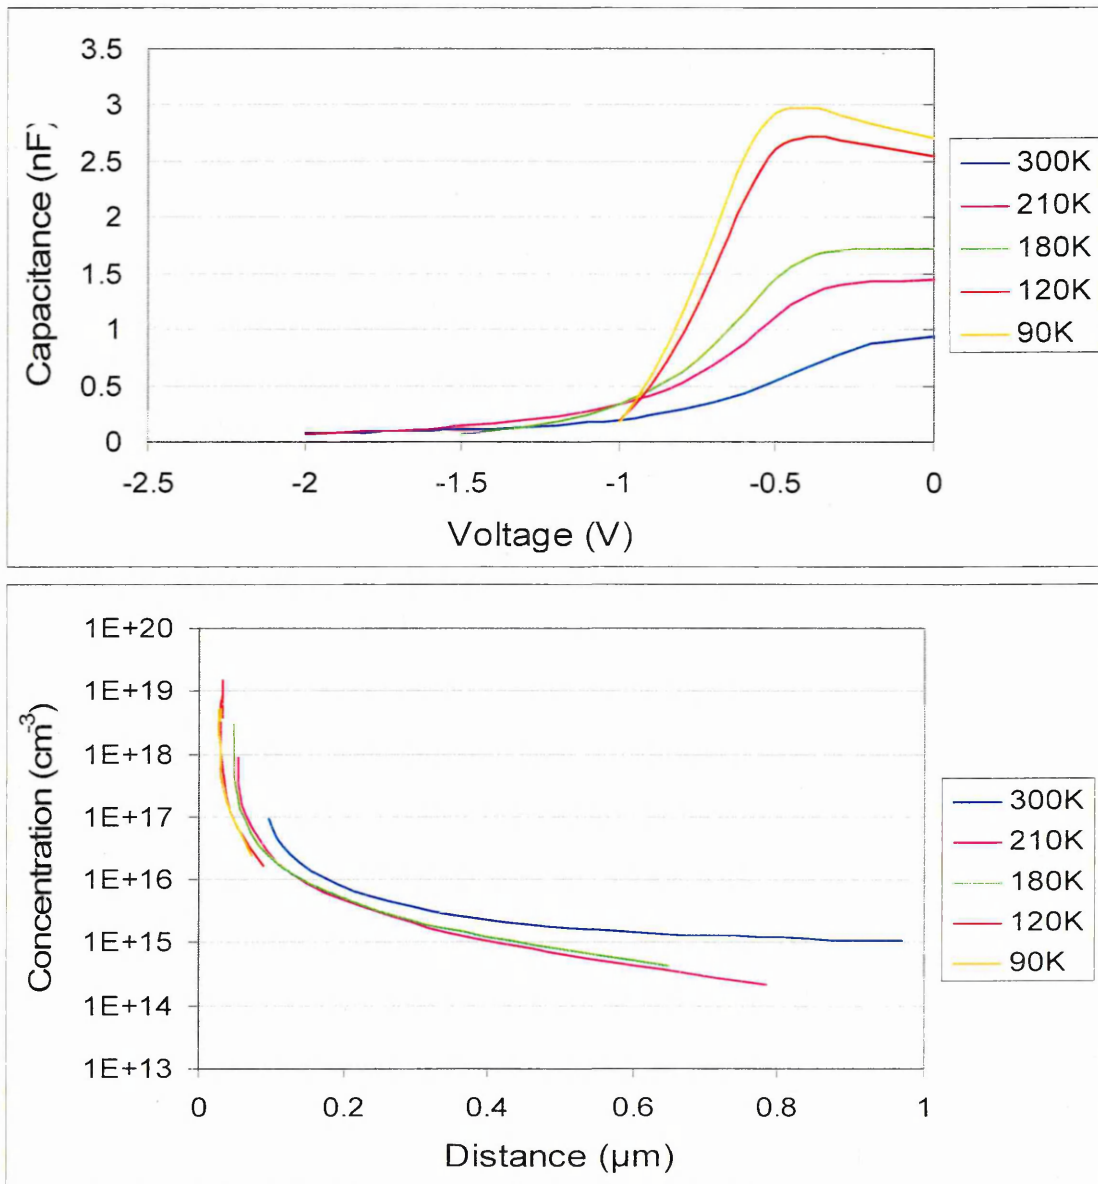 3.5
3
2.5
2
1.5
1
0.5
0
-2.5
-2
-1.5
-1
-0.5
0
Capacitance (nF)
Voltage (V)
300K
210K
180K
120K
90K
1E+20
1E+19
1E+18
1E+17
1E+16
1E+15
1E+14
1E+13
0
0.2
0.4
0.6
0.8
1
Concentration (cm⁻³)
Distance (µm)
300K
210K
180K
120K
90K